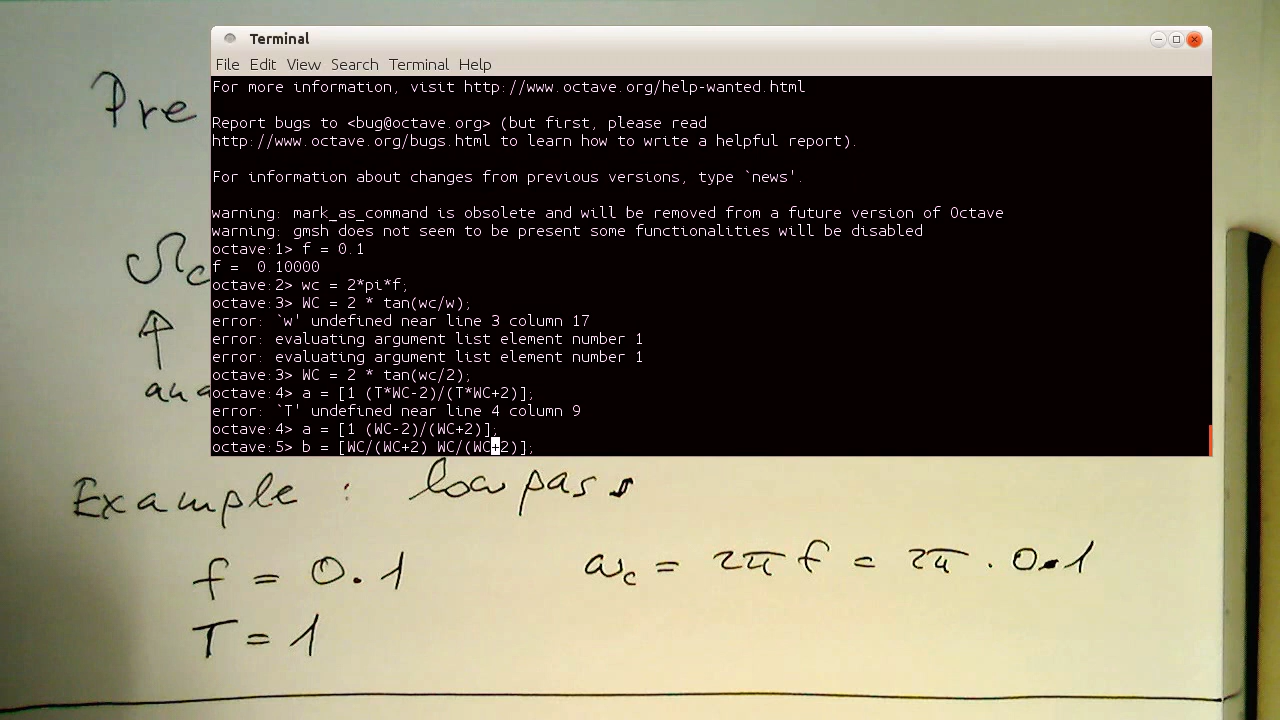 Terminal
File Edit View Search Terminal Help
For more information, visit http://www.octave.org/help-wanted.html
Report bugs to <bug@octave.org> (but first, please read
http://www.octave.org/bugs.html to learn how to write a helpful report).
For information about changes from previous versions, type `news'.
warning: mark_as_command is obsolete and will be removed from a future version of Octave
warning: gmsh does not seem to be present some functionalities will be disabled
octave:1> f = 0.1
f =  0.10000
octave:2> wc = 2*pi*f;
octave:3> WC = 2 * tan(wc/w);
error: `w' undefined near line 3 column 17
error: evaluating argument list element number 1
error: evaluating argument list element number 1
octave:3> WC = 2 * tan(wc/2);
octave:4> a = [1 (T*WC-2)/(T*WC+2)];
error: `T' undefined near line 4 column 9
octave:4> a = [1 (WC-2)/(WC+2)];
octave:5> b = [WC/(WC+2) WC/(WC+2)];
Pre
Ωc
↑
ana
Example : lowpass
f = 0.1
ωc = 2π f = 2π . 0.1
T = 1